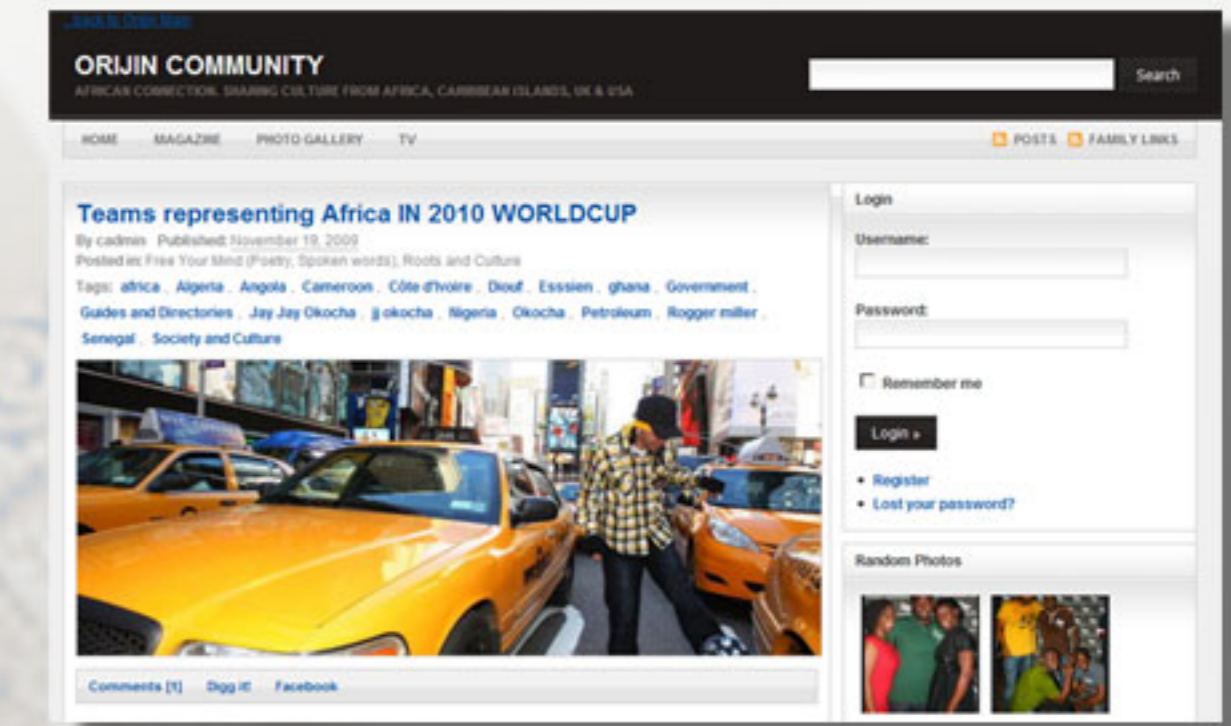 ...back to Orijin Main
ORIJIN COMMUNITY
AFRICAN CONNECTION. SHARING CULTURE FROM AFRICA, CARIBBEAN ISLANDS, UK & USA
Search
HOME MAGAZINE PHOTO GALLERY TV
POSTS FAMILY LINKS
Teams representing Africa IN 2010 WORLDCUP
By cadmin Published: November 19, 2009
Posted in: Free Your Mind (Poetry, Spoken words), Roots and Culture
Tags: africa , Algeria , Angola , Cameroon , Côte d'Ivoire , Diouf , Esssien , ghana , Government ,
Guides and Directories , Jay Jay Okocha , jj okocha , Nigeria , Okocha , Petroleum , Rogger miller ,
Senegal , Society and Culture
Comments [1] Digg it! Facebook
Login
Username:
Password:
Remember me
Login »
• Register
• Lost your password?
Random Photos